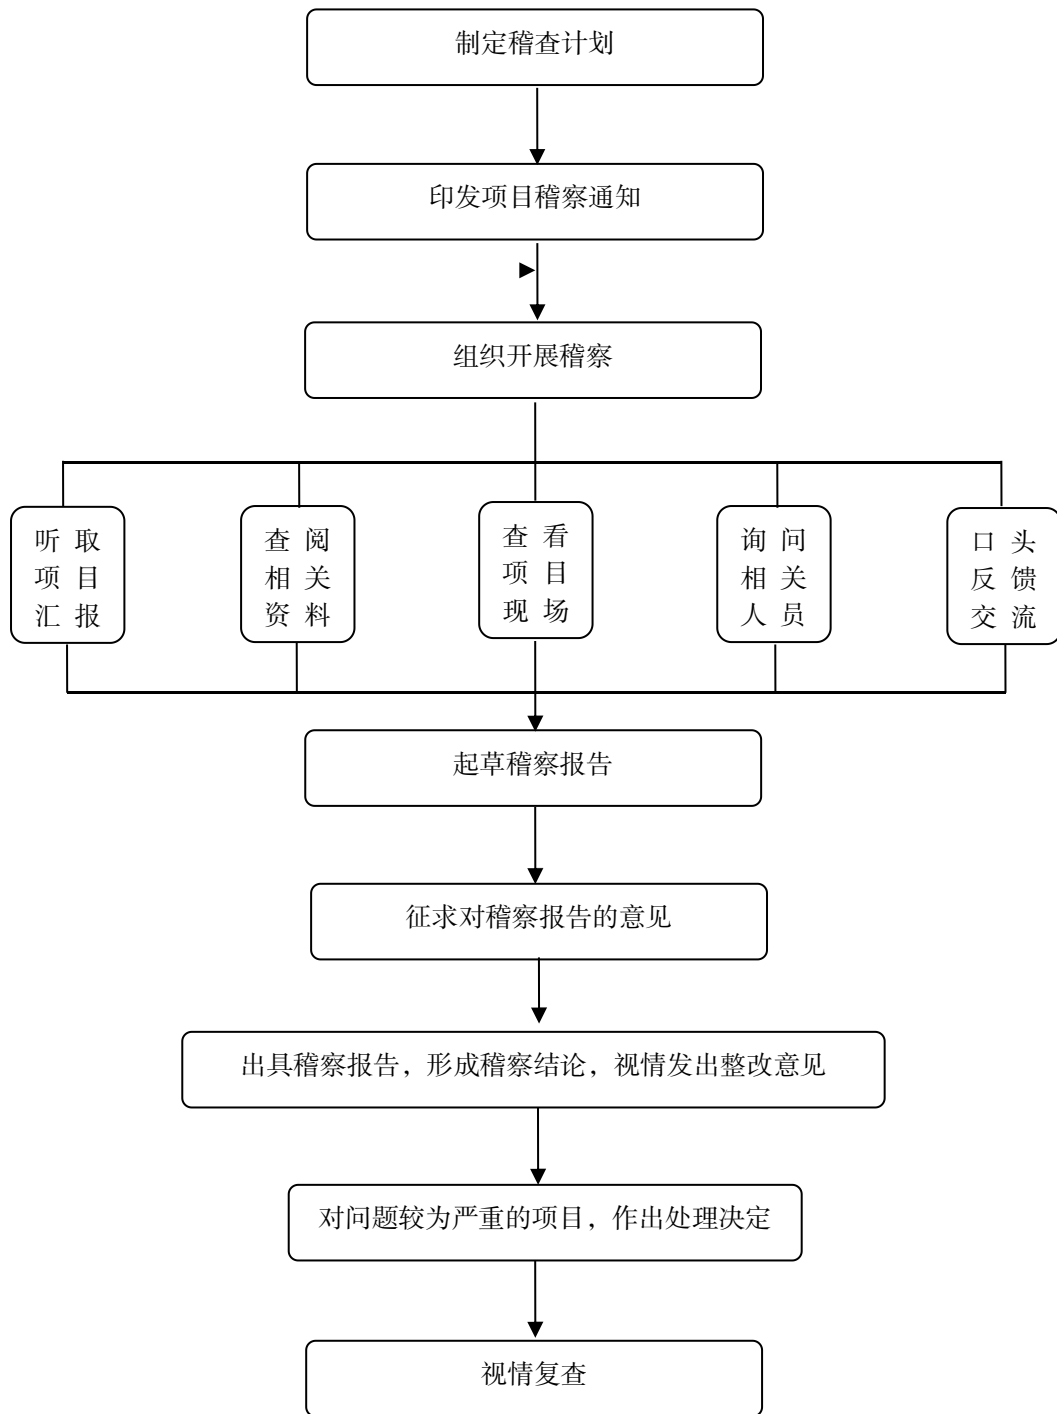 制定稽查计划
印发项目稽察通知
组织开展稽察
听取
项目
汇报
查阅
相关
资料
查看
项目
现场
询问
相关
人员
口头
反馈
交流
起草稽察报告
征求对稽察报告的意见
出具稽察报告，形成稽察结论，视情发出整改意见
对问题较为严重的项目，作出处理决定
视情复查